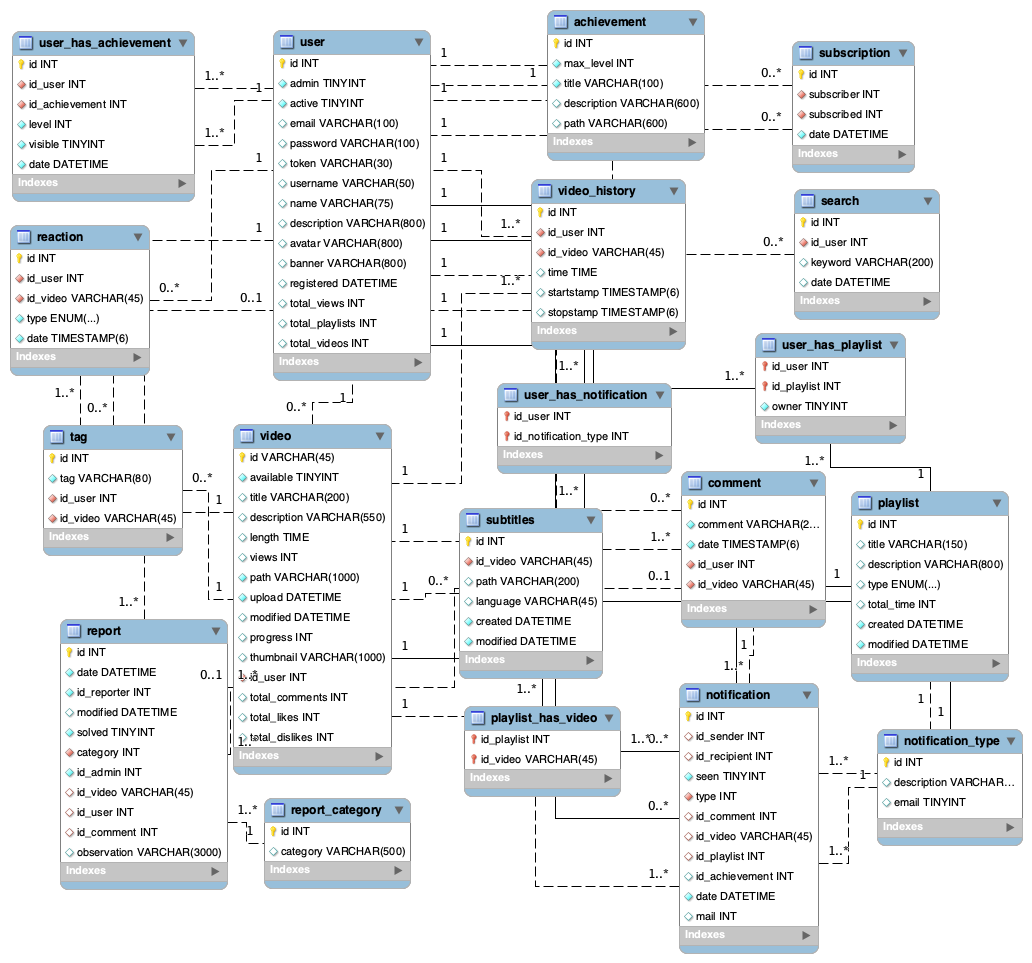 user_has_achievement
id INT
id_user INT
id_achievement INT
level INT
visible TINYINT
date DATETIME
Indexes
user
id INT
admin TINYINT
active TINYINT
email VARCHAR(100)
password VARCHAR(100)
token VARCHAR(30)
username VARCHAR(50)
name VARCHAR(75)
description VARCHAR(800)
avatar VARCHAR(800)
banner VARCHAR(800)
registered DATETIME
total_views INT
total_playlists INT
total_videos INT
Indexes
achievement
id INT
max_level INT
title VARCHAR(100)
description VARCHAR(600)
path VARCHAR(600)
Indexes
subscription
id INT
subscriber INT
subscribed INT
date DATETIME
Indexes
1..*
1
1..*
1
1
1
1
1
0..*
0..*
video_history
id INT
id_user INT
id_video VARCHAR(45)
time TIME
startstamp TIMESTAMP(6)
stopstamp TIMESTAMP(6)
Indexes
search
id INT
id_user INT
keyword VARCHAR(200)
date DATETIME
Indexes
reaction
id INT
id_user INT
id_video VARCHAR(45)
type ENUM(...)
date TIMESTAMP(6)
Indexes
1
1
0..*
0..1
1
1
1
1
1
1..*
1..*
0..*
user_has_playlist
id_user INT
id_playlist INT
owner TINYINT
Indexes
user_has_notification
id_user INT
id_notification_type INT
Indexes
1..*
1..*
1..*
0..*
0..*
1
tag
id INT
tag VARCHAR(80)
id_user INT
id_video VARCHAR(45)
Indexes
video
id VARCHAR(45)
available TINYINT
title VARCHAR(200)
description VARCHAR(550)
length TIME
views INT
path VARCHAR(1000)
upload DATETIME
modified DATETIME
progress INT
thumbnail VARCHAR(1000)
id_user INT
total_comments INT
total_likes INT
total_dislikes INT
Indexes
0..*
1
1
1
1
1
1
0..*
subtitles
id INT
id_video VARCHAR(45)
path VARCHAR(200)
language VARCHAR(45)
created DATETIME
modified DATETIME
Indexes
1..*
0..*
1..*
0..1
comment
id INT
comment VARCHAR(2...
date TIMESTAMP(6)
id_user INT
id_video VARCHAR(45)
Indexes
1..*
1
1
playlist
id INT
title VARCHAR(150)
description VARCHAR(800)
type ENUM(...)
total_time INT
created DATETIME
modified DATETIME
Indexes
1..*
report
id INT
date DATETIME
id_reporter INT
modified DATETIME
solved TINYINT
category INT
id_admin INT
id_video VARCHAR(45)
id_user INT
id_comment INT
observation VARCHAR(3000)
Indexes
0..1
1..*
1..
1..*
1
report_category
id INT
category VARCHAR(500)
Indexes
1..*
playlist_has_video
id_playlist INT
id_video VARCHAR(45)
Indexes
1..*
0..*
0..*
1..*
1
1..*
notification
id INT
id_sender INT
id_recipient INT
seen TINYINT
type INT
id_comment INT
id_video VARCHAR(45)
id_playlist INT
id_achievement INT
date DATETIME
mail INT
Indexes
1
1
1..*
1
1..*
notification_type
id INT
description VARCHAR...
email TINYINT
Indexes